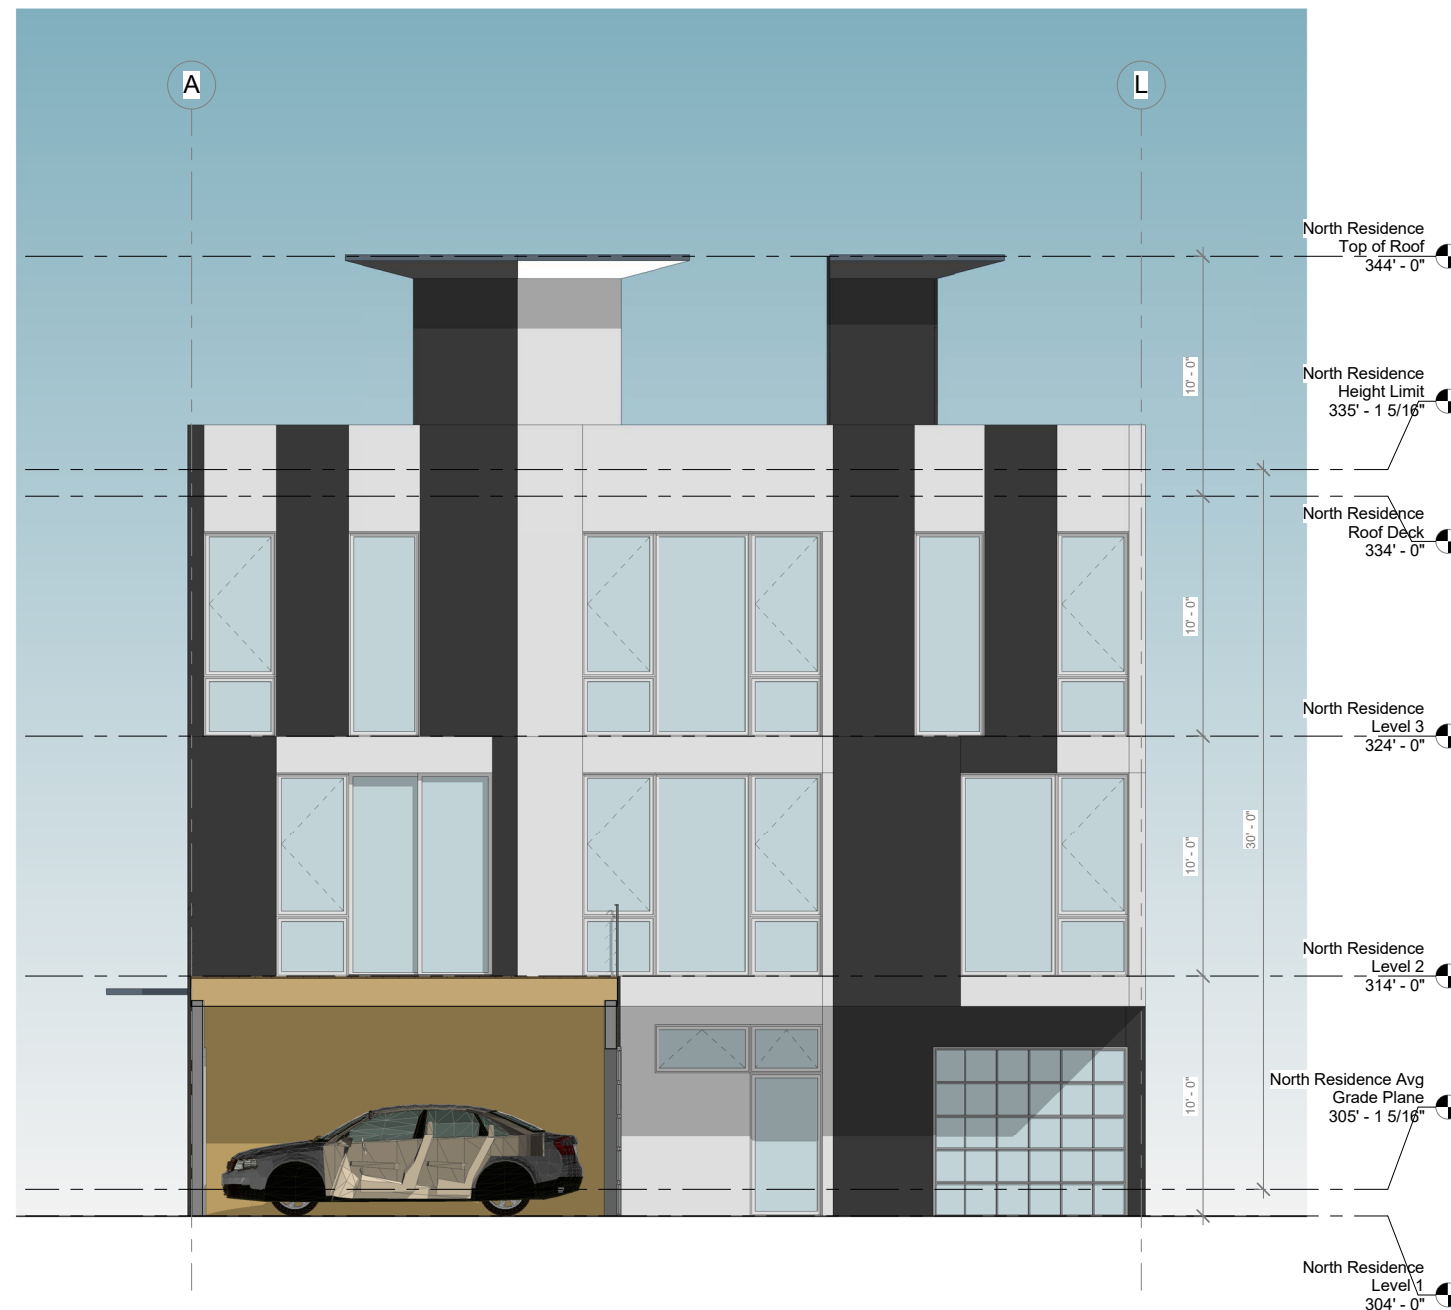 A
L
North Residence
Top of Roof
344' - 0"
10' - 0"
North Residence
Height Limit
335' - 1 5/16"
North Residence
Roof Deck
334' - 0"
10' - 0"
North Residence
Level 3
324' - 0"
10' - 0"
30' - 0"
North Residence
Level 2
314' - 0"
10' - 0"
North Residence Avg
Grade Plane
305' - 1 5/16"
North Residence
Level 1
304' - 0"